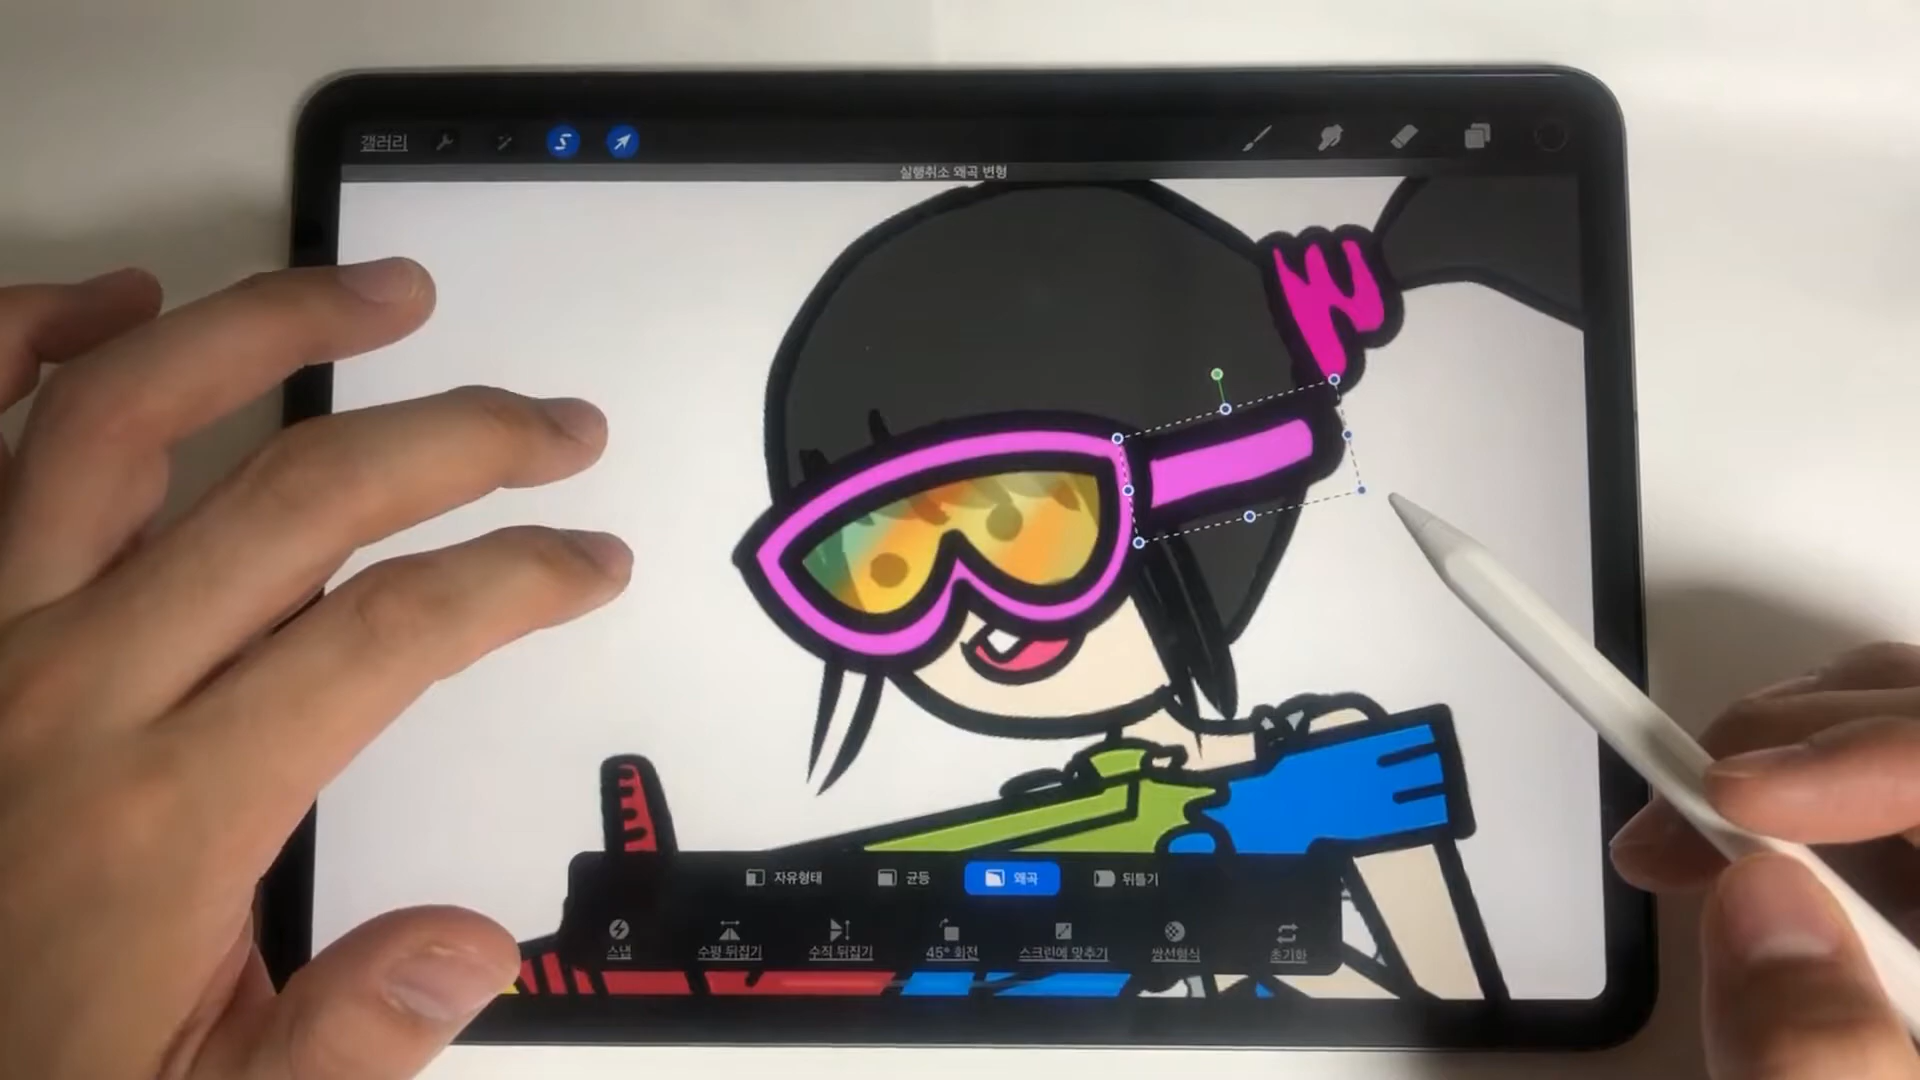 갤러리
실행취소 왜곡 변형
자유형태 균등 왜곡 뒤틀기
스냅 수평 뒤집기 수직 뒤집기 45° 회전 스크린에 맞추기 쌍선형식 초기화